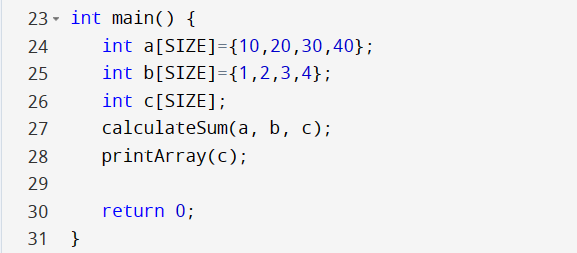 23 int main() {
24 int a[SIZE]={10,20,30,40};
25 int b[SIZE]={1,2,3,4};
26 int c[SIZE];
27 calculateSum(a, b, c);
28 printArray(c);
29
30 return 0;
31 }